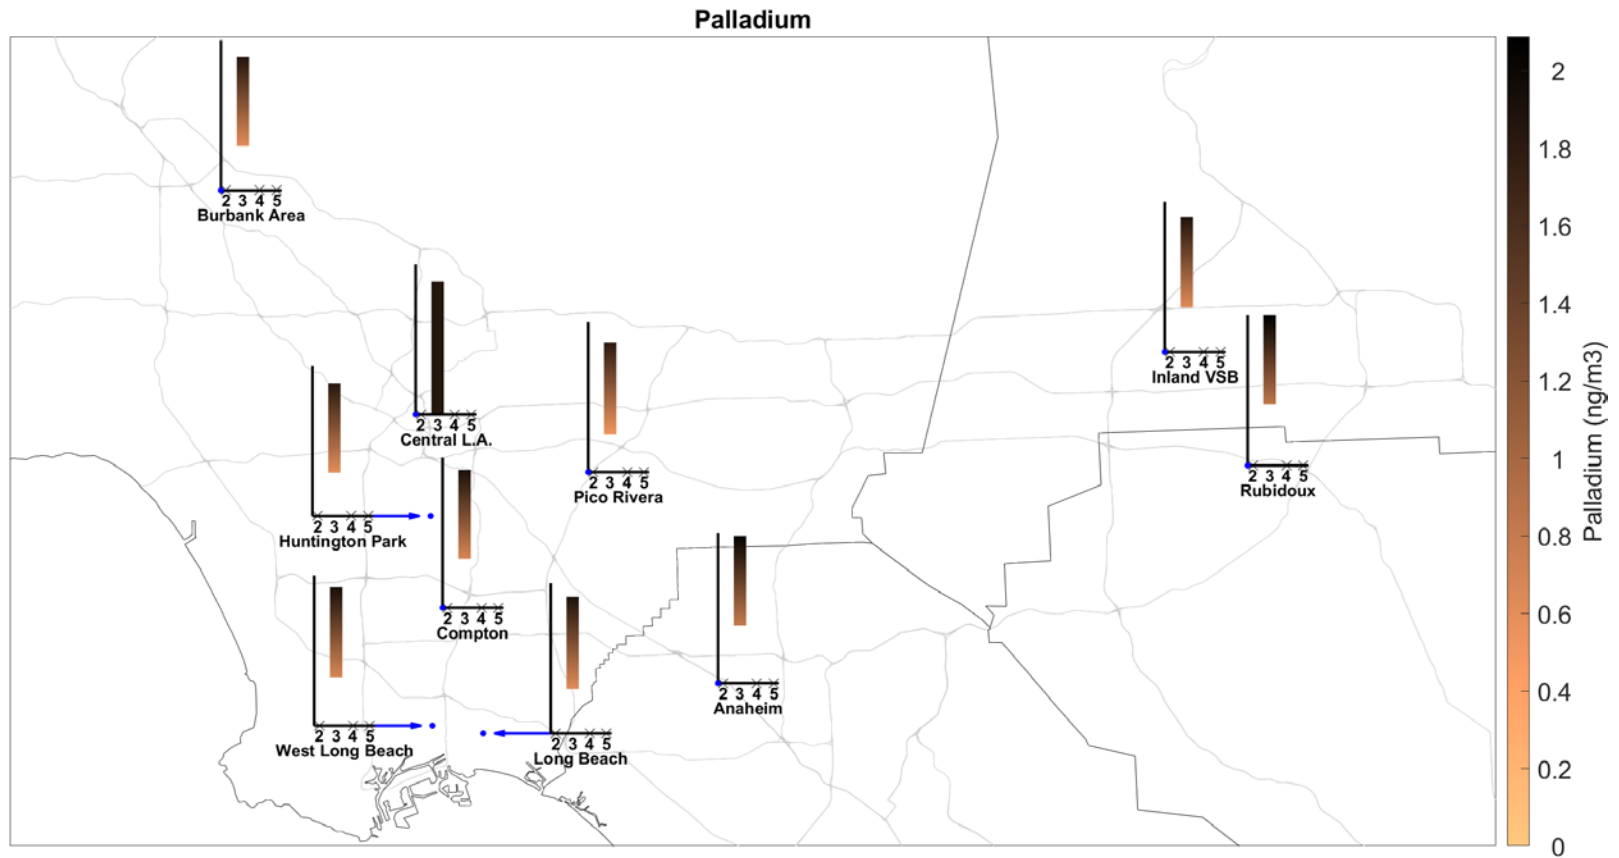 Palladium
2 3 4 5
Burbank Area
2 3 4 5
Central L.A.
2 3 4 5
Pico Rivera
2 3 4 5
Inland VSB
2 3 4 5
Rubidoux
2 3 4 5
Huntington Park
2 3 4 5
Compton
2 3 4 5
West Long Beach
2 3 4 5
Long Beach
2 3 4 5
Anaheim
2
1.8
1.6
1.4
1.2
1
0.8
0.6
0.4
0.2
0
Palladium (ng/m3)